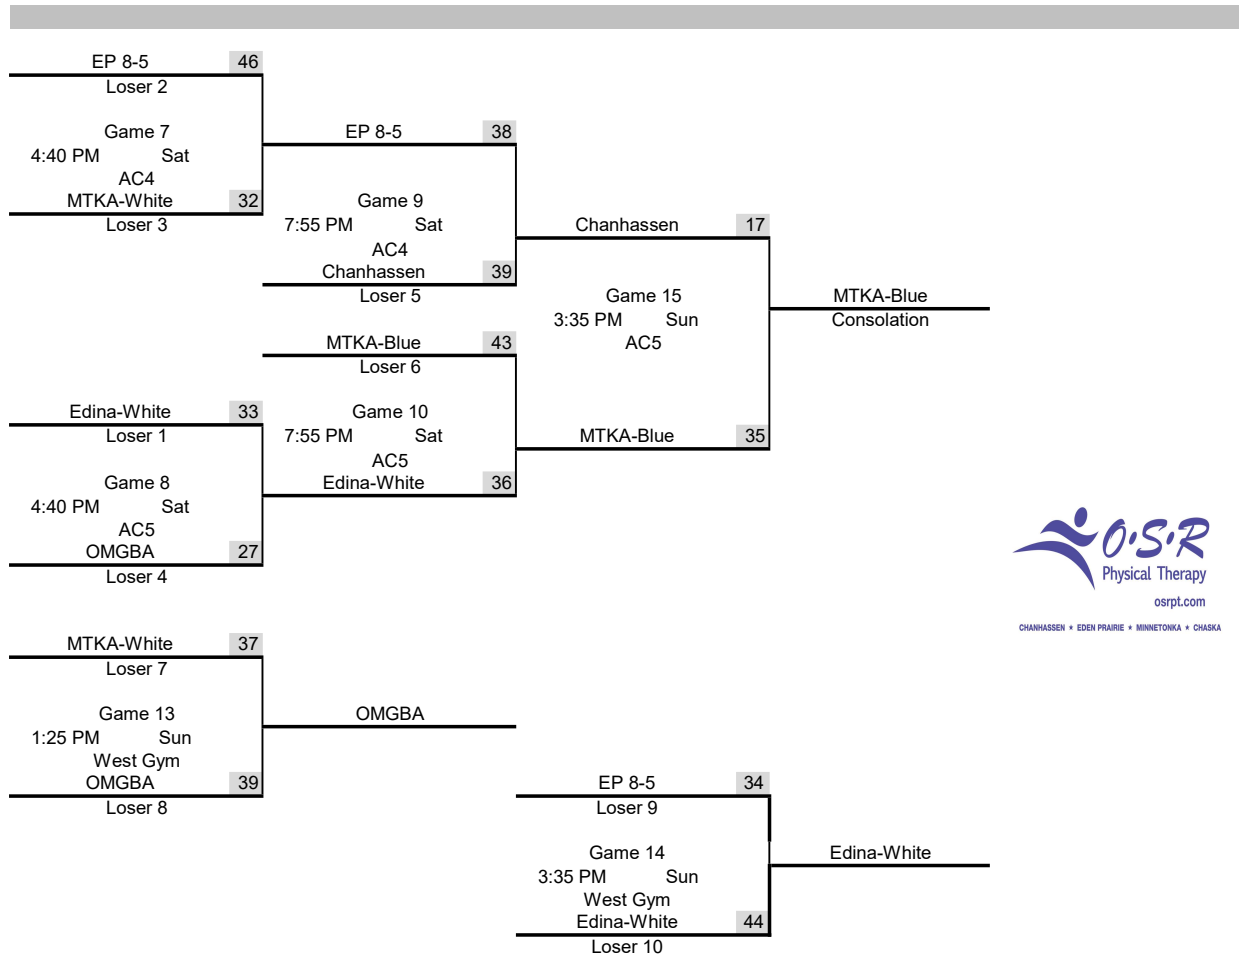 EP 8-5 46
Loser 2
Game 7
4:40 PM Sat
AC4
MTKA-White 32
Loser 3
EP 8-5 38
Game 9
7:55 PM Sat
AC4
Chanhassen 39
Loser 5
Chanhassen 17
Game 15
3:35 PM Sun
AC5
MTKA-Blue 35
MTKA-Blue
Consolation
MTKA-Blue 43
Loser 6
Game 10
7:55 PM Sat
AC5
Edina-White 36
Edina-White 33
Loser 1
Game 8
4:40 PM Sat
AC5
OMGBA 27
Loser 4
O·S·R
Physical Therapy
osrpt.com
CHANHASSEN ★ EDEN PRAIRIE ★ MINNETONKA ★ CHASKA
MTKA-White 37
Loser 7
Game 13
1:25 PM Sun
West Gym
OMGBA 39
Loser 8
OMGBA
EP 8-5 34
Loser 9
Game 14
3:35 PM Sun
West Gym
Edina-White 44
Loser 10
Edina-White